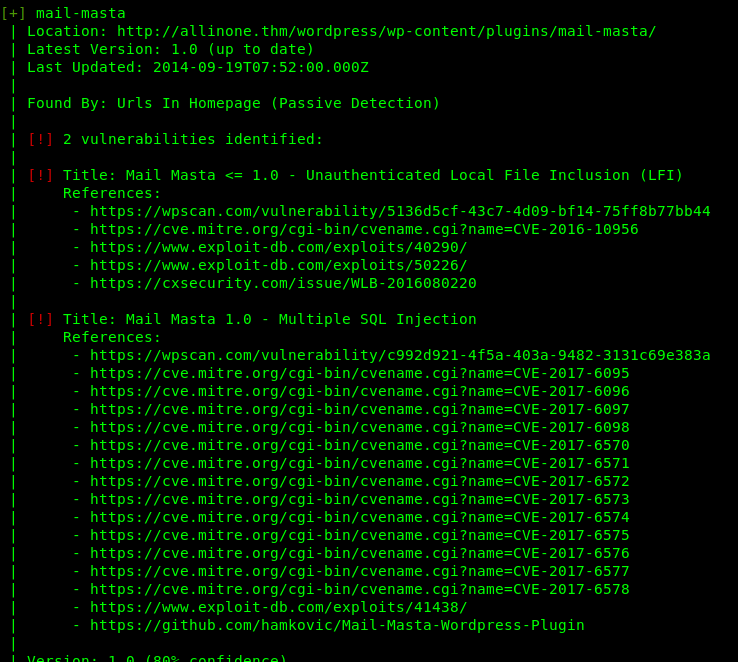 [+] mail-masta
| Location: http://allinone.thm/wordpress/wp-content/plugins/mail-masta/
| Latest Version: 1.0 (up to date)
| Last Updated: 2014-09-19T07:52:00.000Z
|
| Found By: Urls In Homepage (Passive Detection)
|
| [!] 2 vulnerabilities identified:
|
| [!] Title: Mail Masta <= 1.0 - Unauthenticated Local File Inclusion (LFI)
|     References:
|      - https://wpscan.com/vulnerability/5136d5cf-43c7-4d09-bf14-75ff8b77bb44
|      - https://cve.mitre.org/cgi-bin/cvename.cgi?name=CVE-2016-10956
|      - https://www.exploit-db.com/exploits/40290/
|      - https://www.exploit-db.com/exploits/50226/
|      - https://cxsecurity.com/issue/WLB-2016080220
|
| [!] Title: Mail Masta 1.0 - Multiple SQL Injection
|     References:
|      - https://wpscan.com/vulnerability/c992d921-4f5a-403a-9482-3131c69e383a
|      - https://cve.mitre.org/cgi-bin/cvename.cgi?name=CVE-2017-6095
|      - https://cve.mitre.org/cgi-bin/cvename.cgi?name=CVE-2017-6096
|      - https://cve.mitre.org/cgi-bin/cvename.cgi?name=CVE-2017-6097
|      - https://cve.mitre.org/cgi-bin/cvename.cgi?name=CVE-2017-6098
|      - https://cve.mitre.org/cgi-bin/cvename.cgi?name=CVE-2017-6570
|      - https://cve.mitre.org/cgi-bin/cvename.cgi?name=CVE-2017-6571
|      - https://cve.mitre.org/cgi-bin/cvename.cgi?name=CVE-2017-6572
|      - https://cve.mitre.org/cgi-bin/cvename.cgi?name=CVE-2017-6573
|      - https://cve.mitre.org/cgi-bin/cvename.cgi?name=CVE-2017-6574
|      - https://cve.mitre.org/cgi-bin/cvename.cgi?name=CVE-2017-6575
|      - https://cve.mitre.org/cgi-bin/cvename.cgi?name=CVE-2017-6576
|      - https://cve.mitre.org/cgi-bin/cvename.cgi?name=CVE-2017-6577
|      - https://cve.mitre.org/cgi-bin/cvename.cgi?name=CVE-2017-6578
|      - https://www.exploit-db.com/exploits/41438/
|      - https://github.com/hamkovic/Mail-Masta-Wordpress-Plugin
|
| Version: 1.0 (80% confidence)